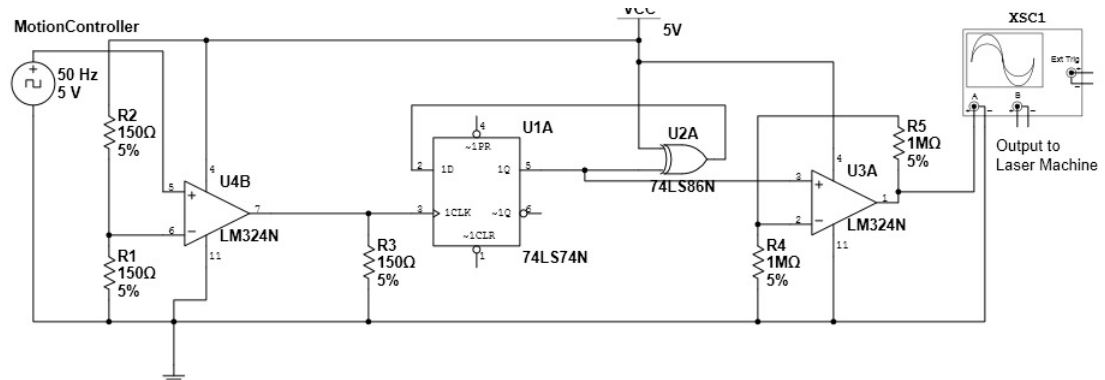 MotionController
50 Hz
5 V
R2
150Ω
5%
R1
150Ω
5%
U4B
4
5
6
7
11
LM324N
R3
150Ω
5%
U1A
4
~1PR
2
1D
1Q
5
3
1CLK
~1Q
6
~1CLR
1
74LS74N
VCC
5V
U2A
74LS86N
U3A
4
3
2
1
11
LM324N
R4
1MΩ
5%
R5
1MΩ
5%
XSC1
Ext Trig
A
B
Output to
Laser Machine